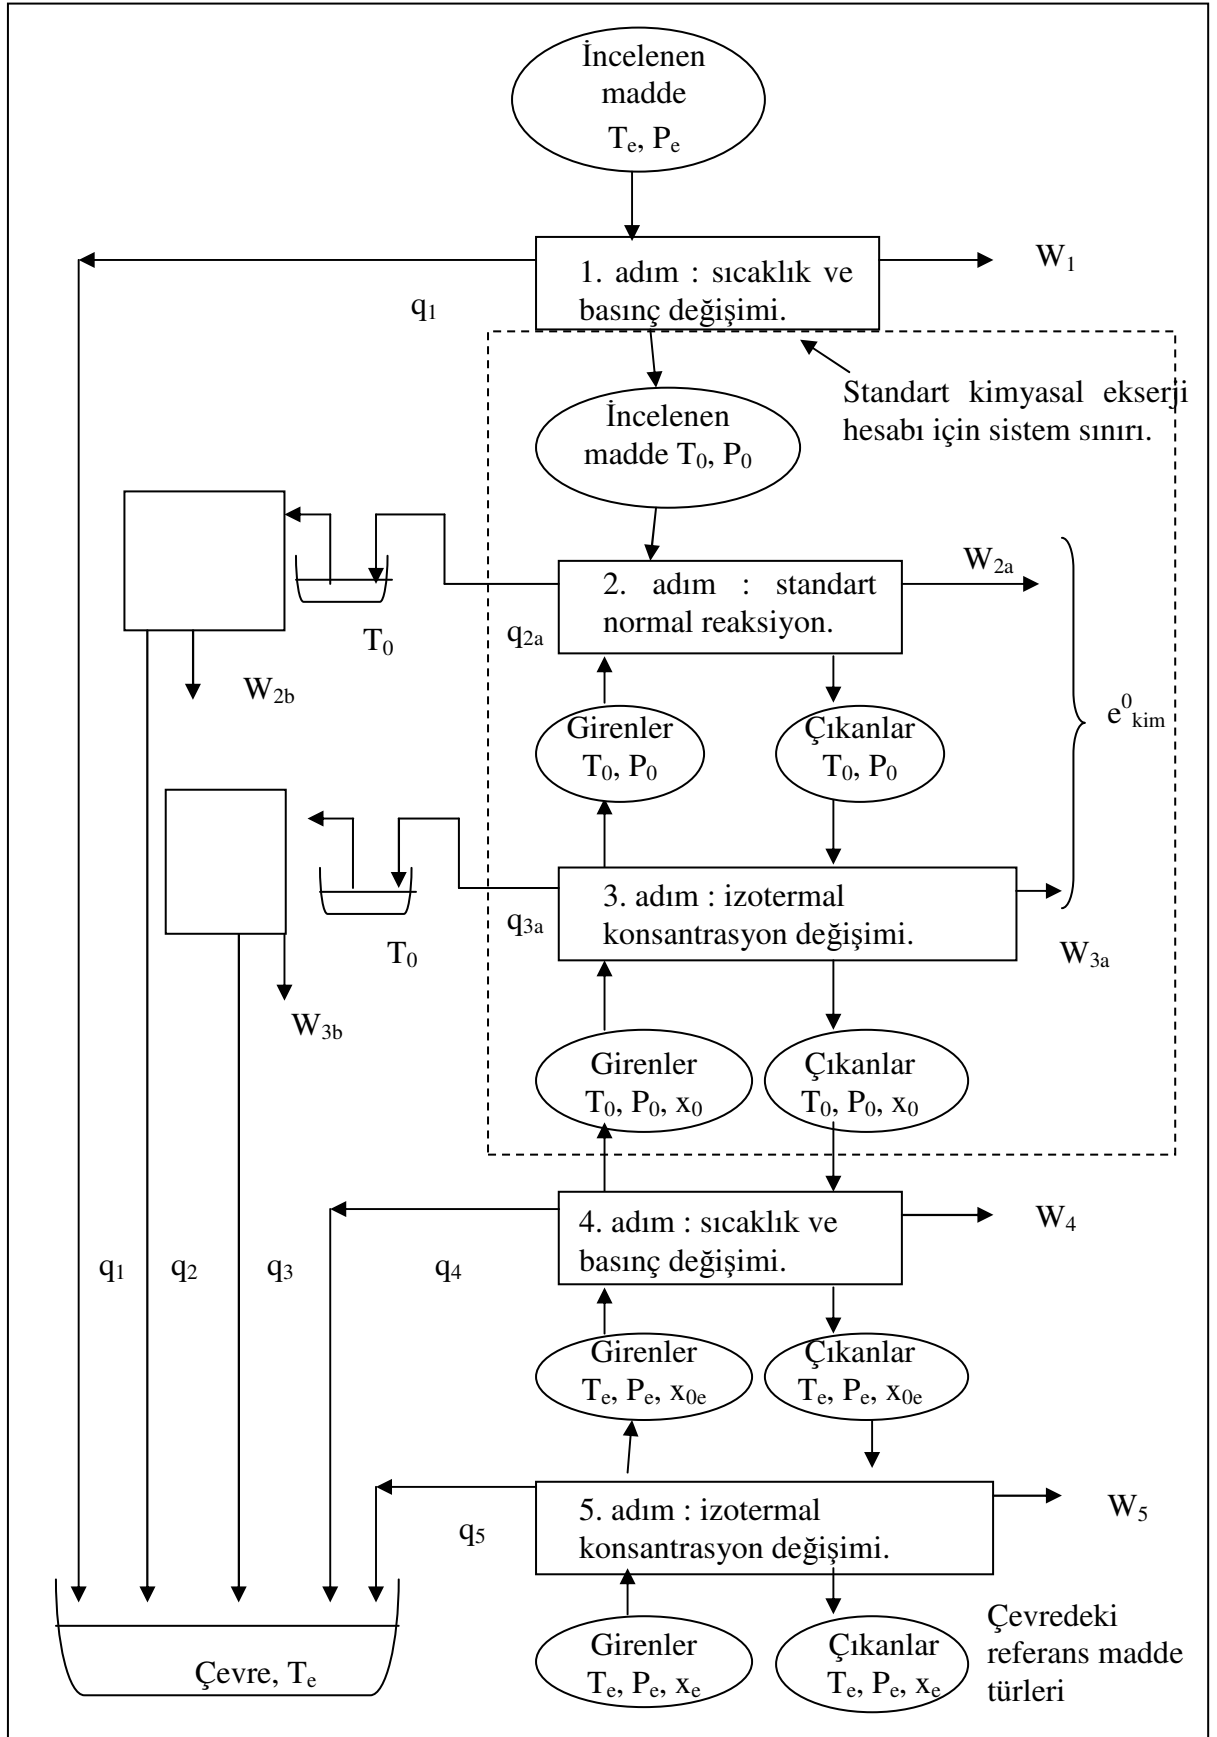 İncelenen
madde
Tₑ, Pₑ
W₁
1. adım : sıcaklık ve
basınç değişimi.
q₁
Standart kimyasal ekserji
hesabı için sistem sınırı.
İncelenen
madde T₀, P₀
W₂ₐ
2. adım : standart
normal reaksiyon.
q₂ₐ
T₀
W₂b
e⁰kim
Girenler
T₀, P₀
Çıkanlar
T₀, P₀
3. adım : izotermal
konsantrasyon değişimi.
q₃ₐ
T₀
W₃ₐ
W₃b
Girenler
T₀, P₀, x₀
Çıkanlar
T₀, P₀, x₀
4. adım : sıcaklık ve
basınç değişimi.
W₄
q₁
q₂
q₃
q₄
Girenler
Tₑ, Pₑ, x₀ₑ
Çıkanlar
Tₑ, Pₑ, x₀ₑ
5. adım : izotermal
konsantrasyon değişimi.
W₅
q₅
Girenler
Tₑ, Pₑ, xₑ
Çıkanlar
Tₑ, Pₑ, xₑ
Çevredeki
referans madde
türleri
Çevre, Tₑ